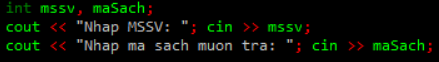 int mssv, maSach;
cout << "Nhap MSSV: "; cin >> mssv;
cout << "Nhap ma sach muon tra: "; cin >> maSach;